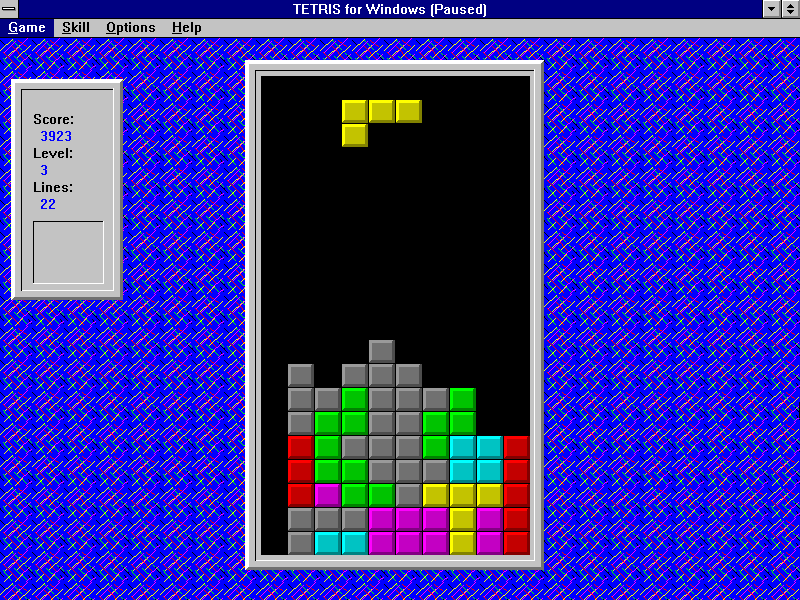 TETRIS for Windows (Paused)
Game Skill Options Help
Score:
3923
Level:
3
Lines:
22